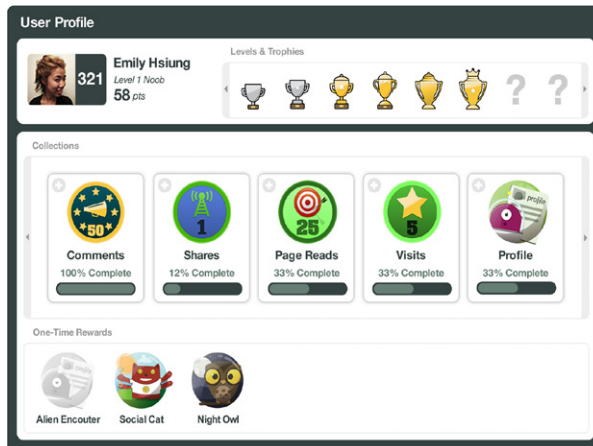 User Profile
321
Emily Hsiung
Level 1 Noob
58 pts
Levels & Trophies
? ?
Collections
50
Comments
100% Complete
1
Shares
12% Complete
25
Page Reads
33% Complete
5
Visits
33% Complete
profile
Profile
33% Complete
One-Time Rewards
profile
Alien Encouter
Social Cat
Night Owl